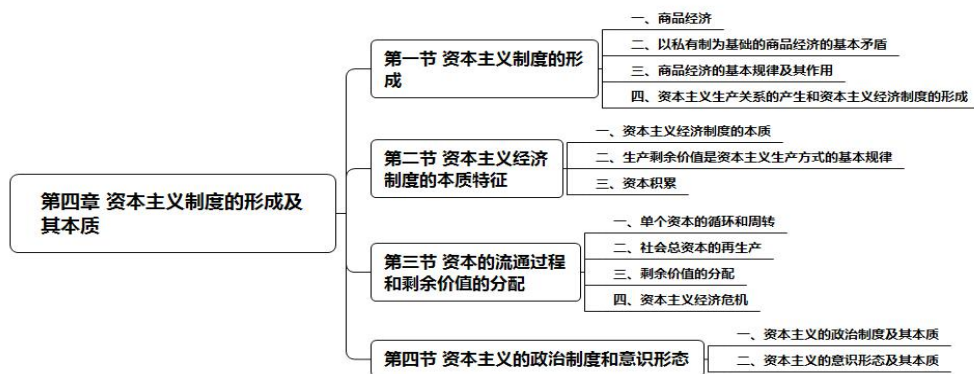 第四章 资本主义制度的形成及
其本质
第一节 资本主义制度的形
成
一、商品经济
二、以私有制为基础的商品经济的基本矛盾
三、商品经济的基本规律及其作用
四、资本主义生产关系的产生和资本主义经济制度的形成
第二节 资本主义经济
制度的本质特征
一、资本主义经济制度的本质
二、生产剩余价值是资本主义生产方式的基本规律
三、资本积累
第三节 资本的流通过程
和剩余价值的分配
一、单个资本的循环和周转
二、社会总资本的再生产
三、剩余价值的分配
四、资本主义经济危机
第四节 资本主义的政治制度和意识形态
一、资本主义的政治制度及其本质
二、资本主义的意识形态及其本质